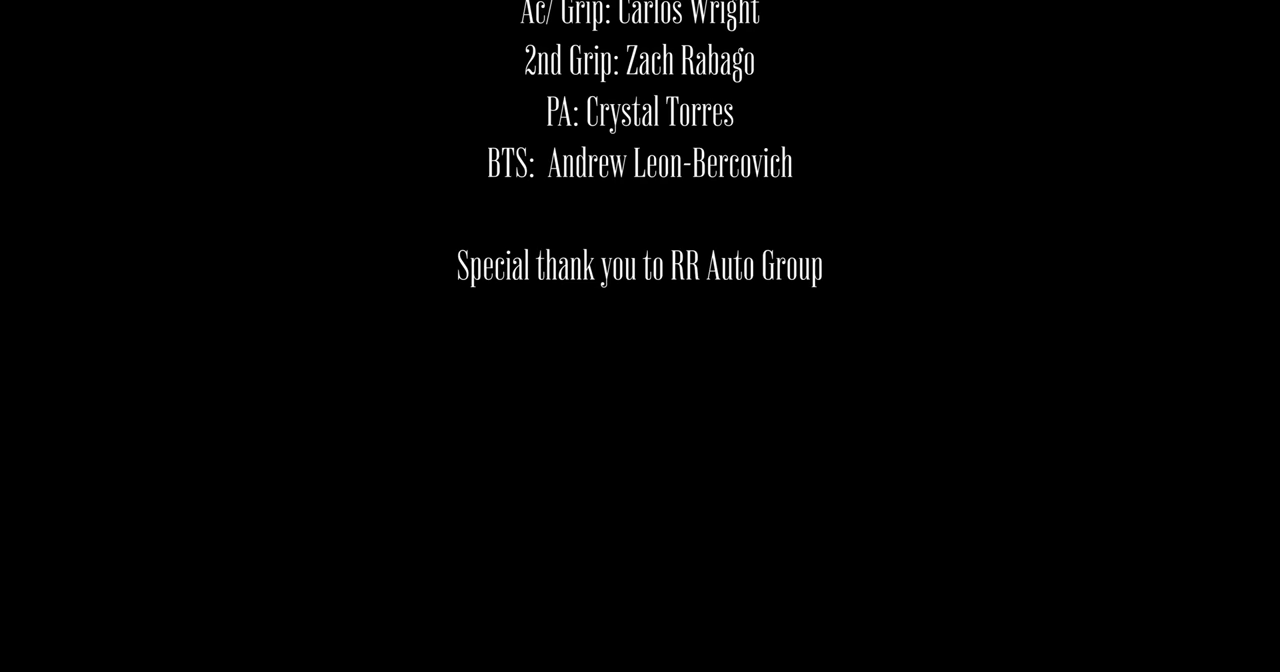 Ac/ Grip: Carlos Wright
2nd Grip: Zach Rabago
PA: Crystal Torres
BTS:  Andrew Leon-Bercovich
Special thank you to RR Auto Group